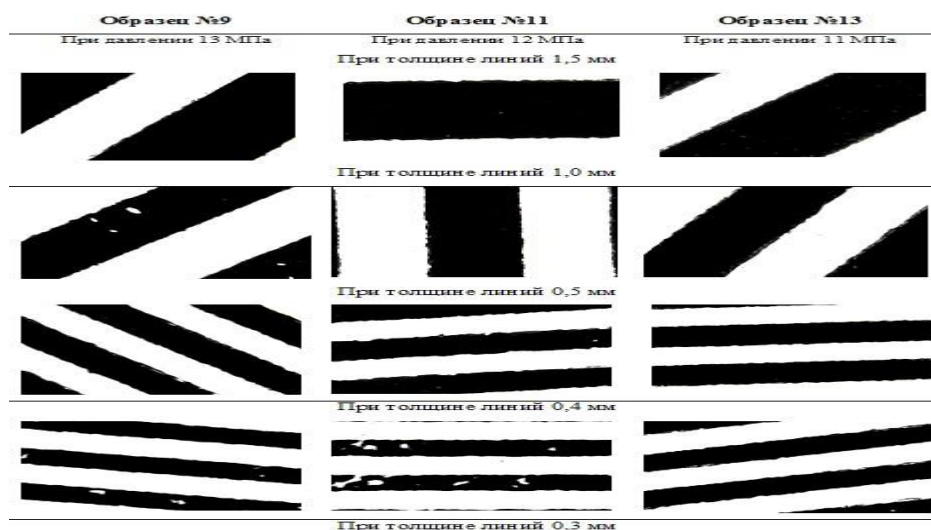 Образец №9 Образец №11 Образец №13
При давлении 13 МПа При давлении 12 МПа При давлении 11 МПа
При толщине линий 1,5 мм
При толщине линий 1,0 мм
При толщине линий 0,5 мм
При толщине линий 0,4 мм
При толщине линий 0,3 мм